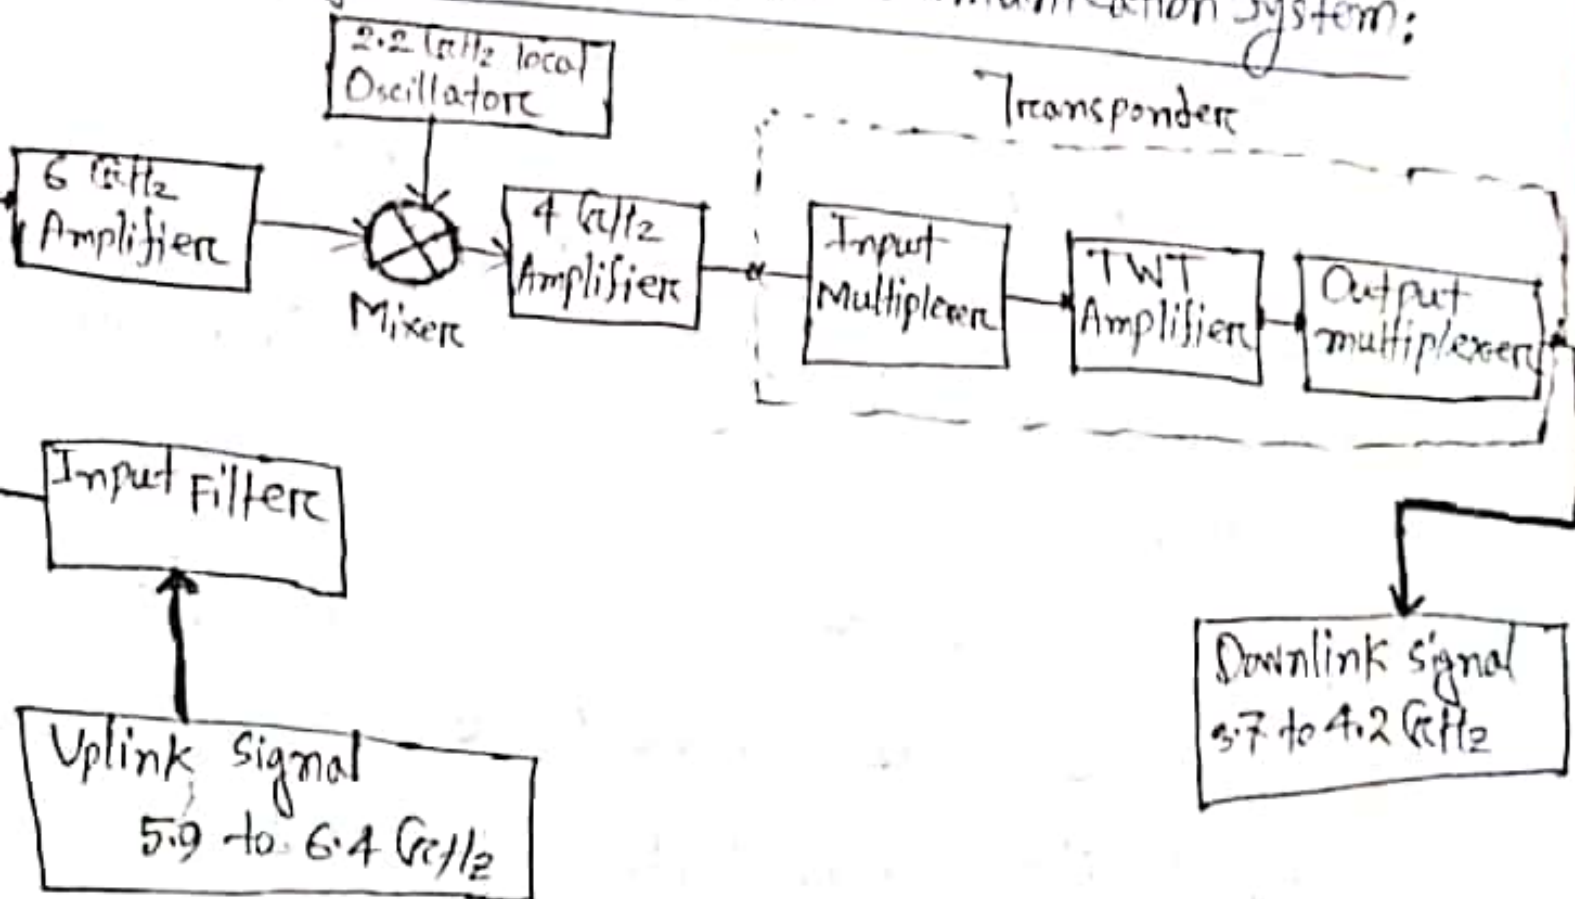 System:
2.2 GHz local
Oscillator
Transponder
6 GHz
Amplifier
Mixer
4 GHz
Amplifier
Input
Multiplexer
TWT
Amplifier
Output
multiplexer
Input Filter
Uplink Signal
5.9 to 6.4 GHz
Downlink signal
3.7 to 4.2 GHz